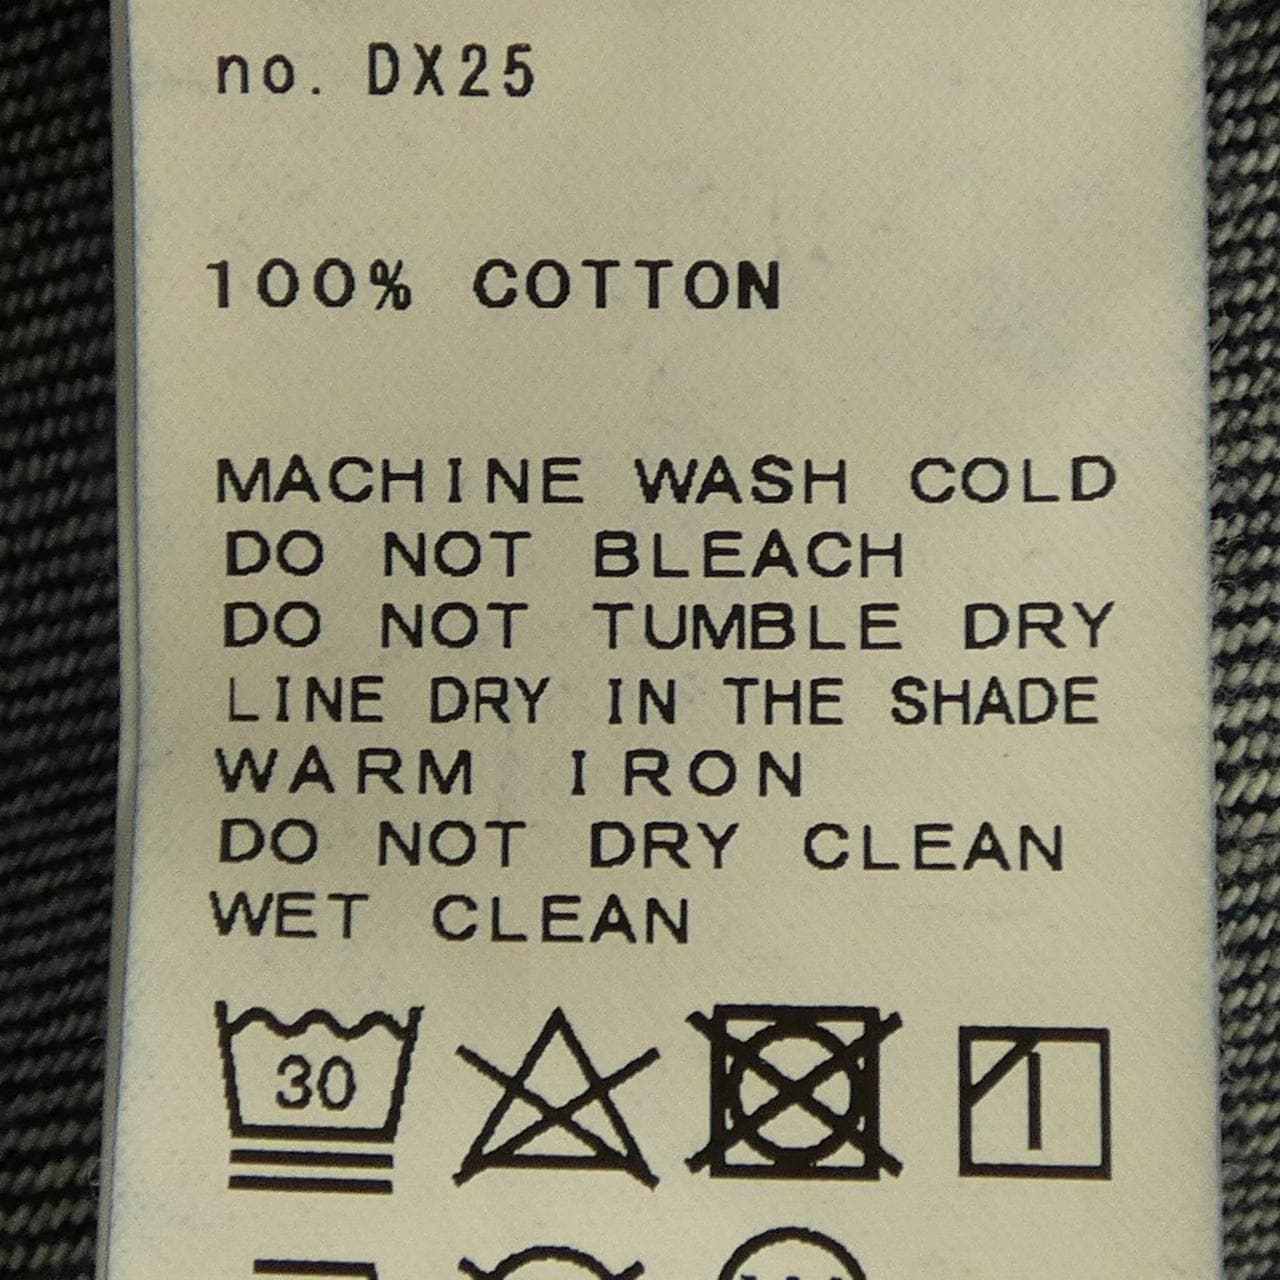 no. DX25
100% COTTON
MACHINE WASH COLD
DO NOT BLEACH
DO NOT TUMBLE DRY
LINE DRY IN THE SHADE
WARM IRON
DO NOT DRY CLEAN
WET CLEAN
30